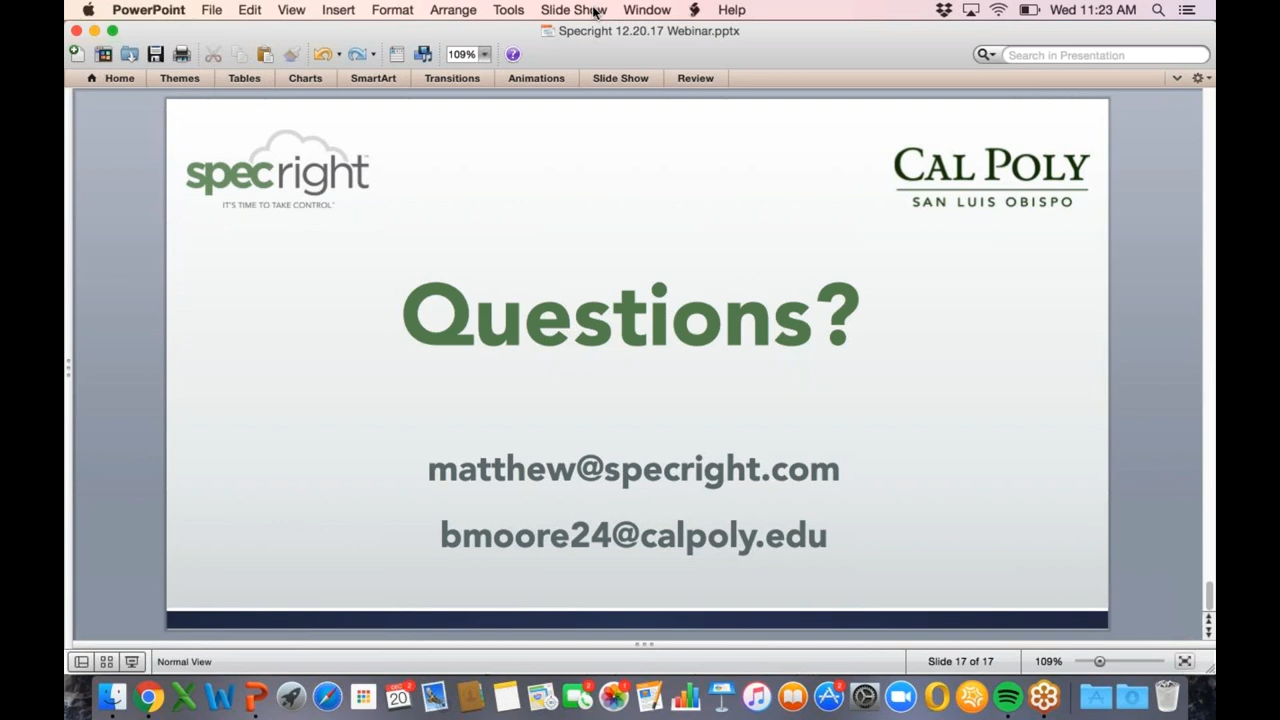 PowerPoint File Edit View Insert Format Arrange Tools Slide Show Window Help Wed 11:23 AM
Specright 12.20.17 Webinar.pptx
109% Search in Presentation
Home Themes Tables Charts SmartArt Transitions Animations Slide Show Review
specright
IT'S TIME TO TAKE CONTROL
CAL POLY
SAN LUIS OBISPO
Questions?
matthew@specright.com
bmoore24@calpoly.edu
Normal View Slide 17 of 17 109%
DEC
20